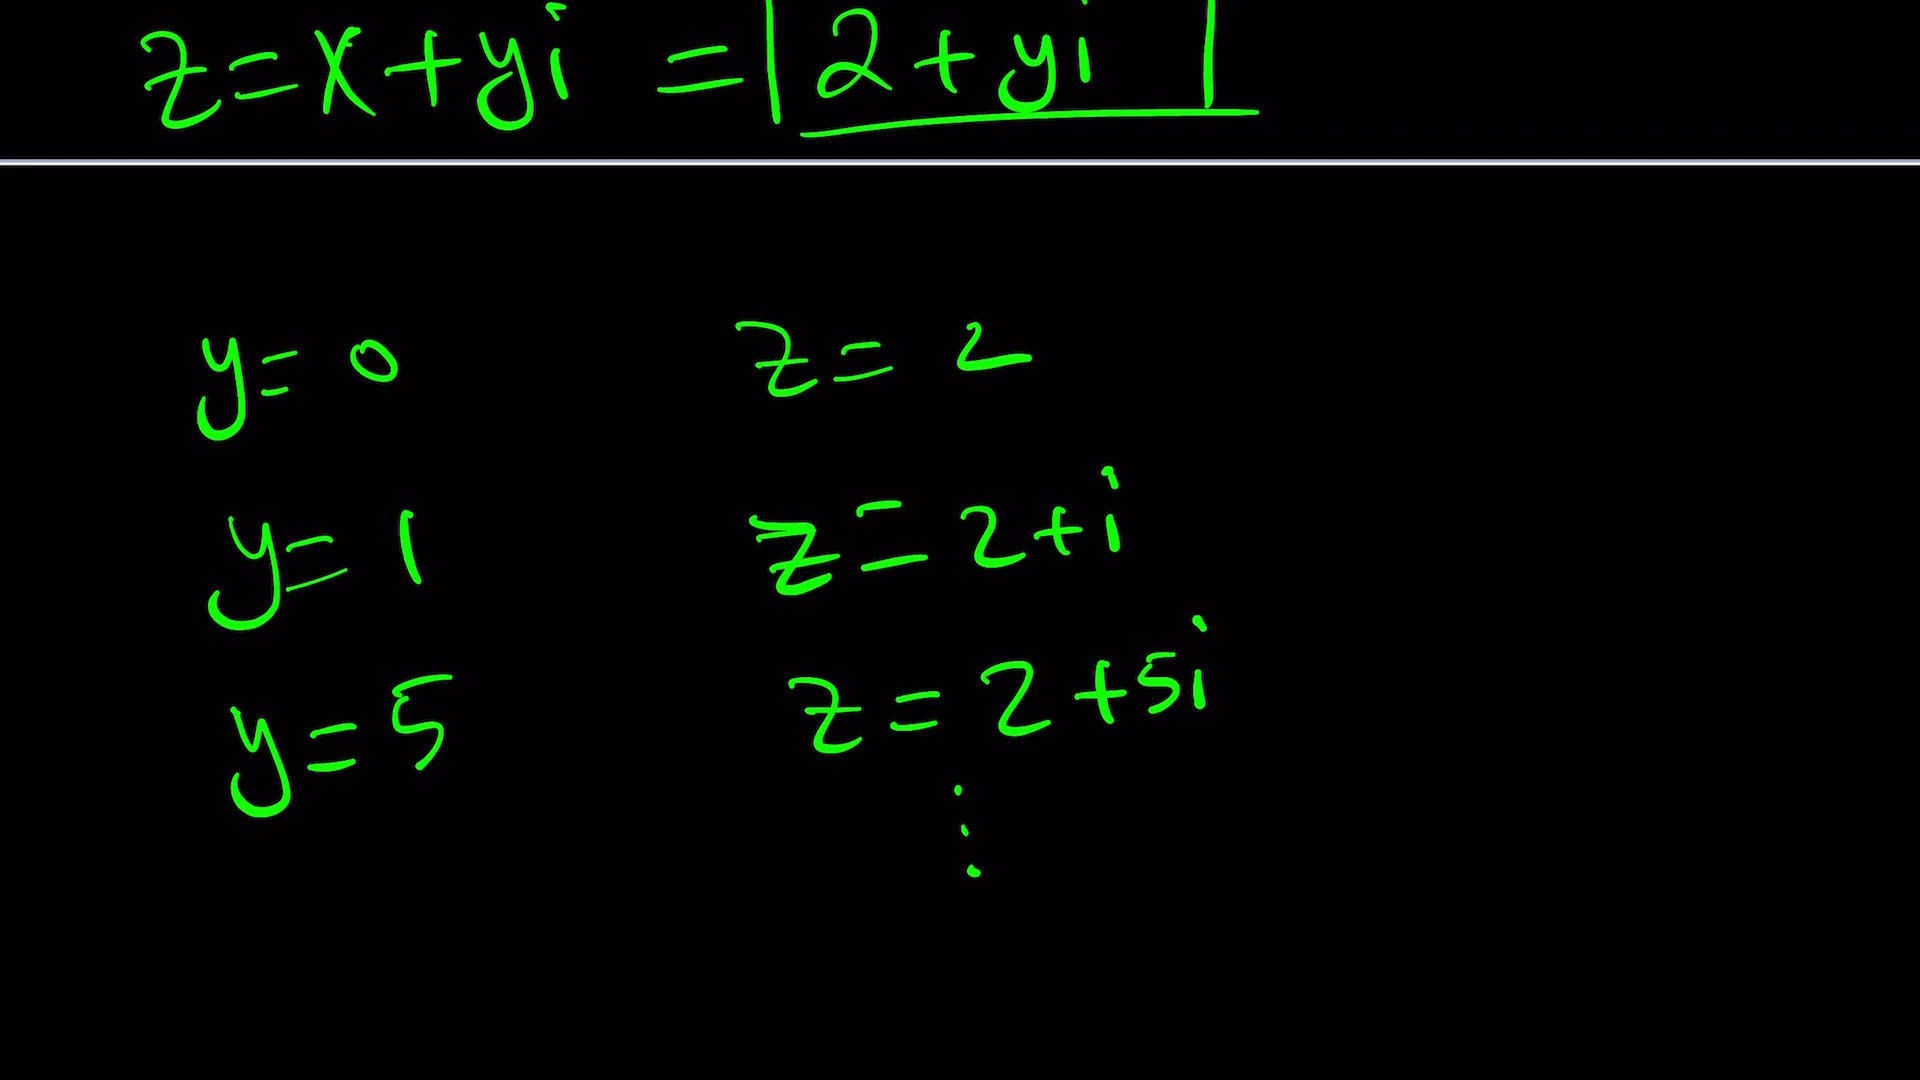 z=x+yi = 2+yi
y=0 z=2
y=1 z=2+i
y=5 z=2+5i
⋮